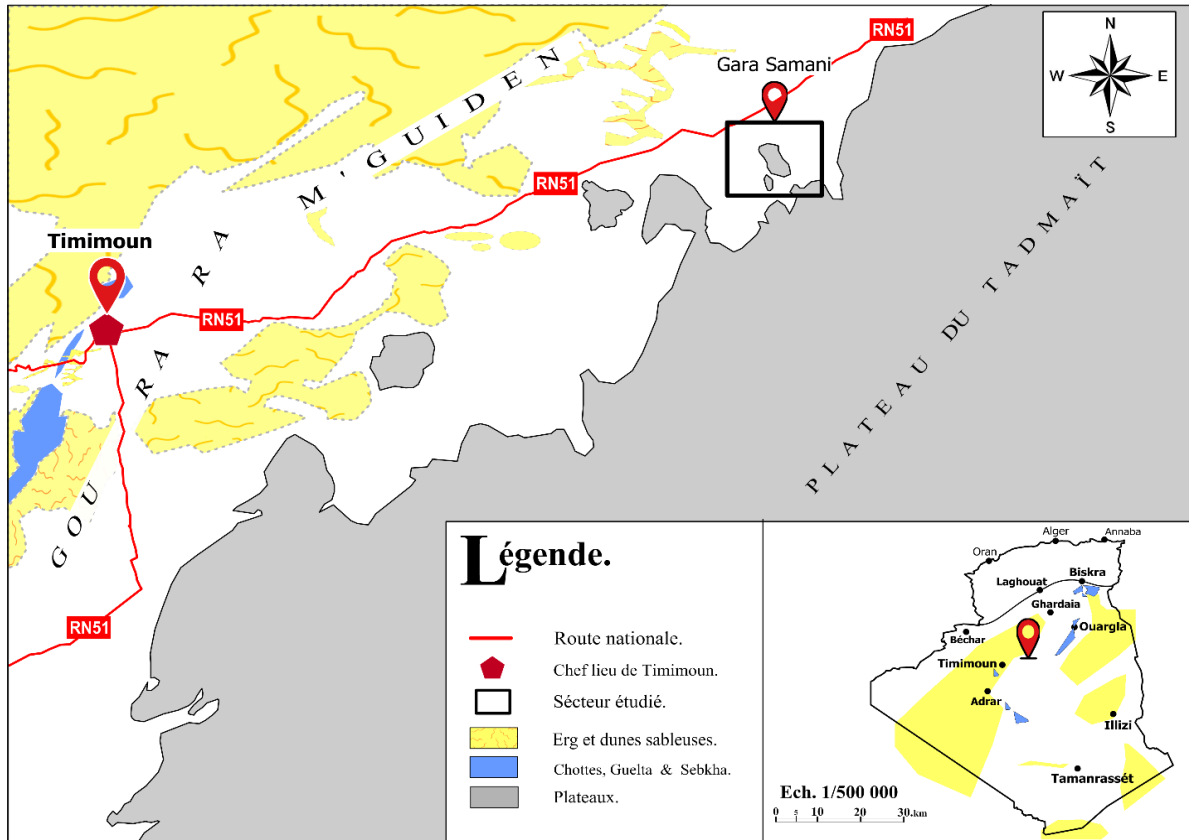 RN51
Gara Samani
N
W E
S
M'GUIDEN
RN51
Timimoun
RN51
GOURARA
RA
RN51
PLATEAU DU TADMAÏT
Légende.
Route nationale.
Chef lieu de Timimoun.
Sécteur étudié.
Erg et dunes sableuses.
Chottes, Guelta & Sebkha.
Plateaux.
Alger
Annaba
Oran
Biskra
Laghouat
Ghardaia
Béchar
Ouargla
Timimoun
Adrar
Illizi
Tamanrassét
Ech. 1/500 000
0 5 10 20 30.km